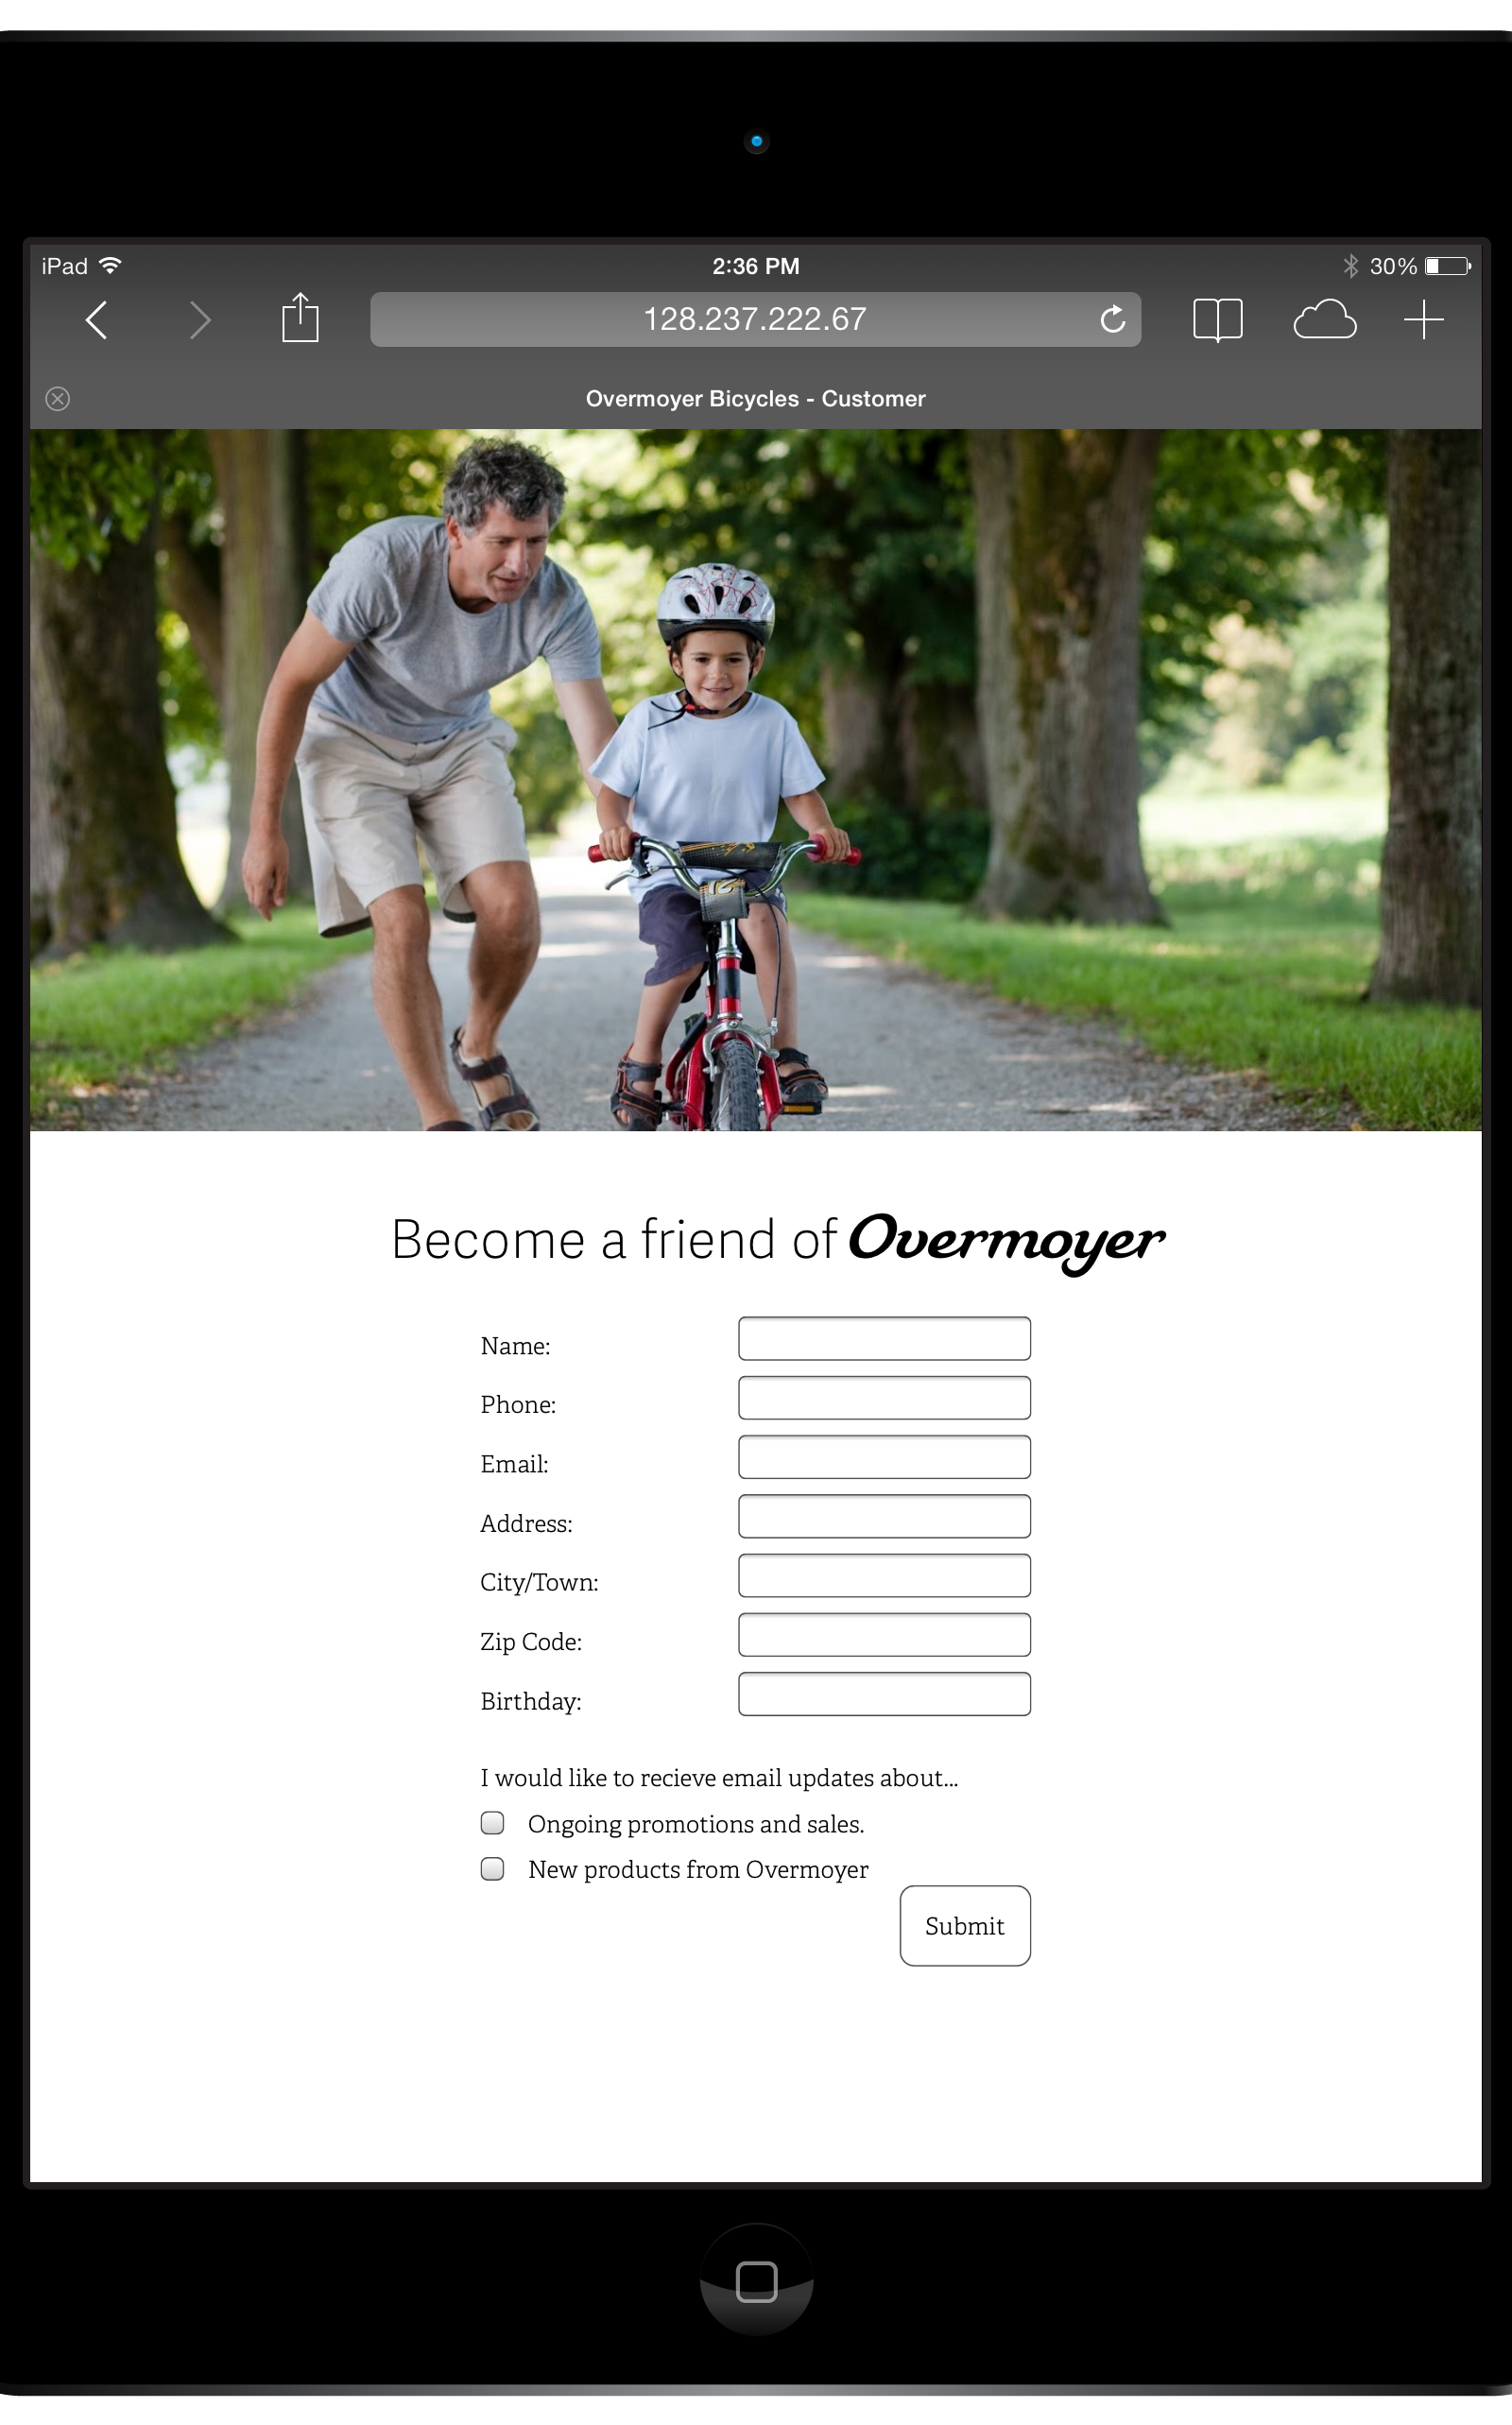 iPad 2:36 PM 30%
128.237.222.67
Overmoyer Bicycles - Customer
Become a friend of Overmoyer
Name:
Phone:
Email:
Address:
City/Town:
Zip Code:
Birthday:
I would like to recieve email updates about...
Ongoing promotions and sales.
New products from Overmoyer
Submit